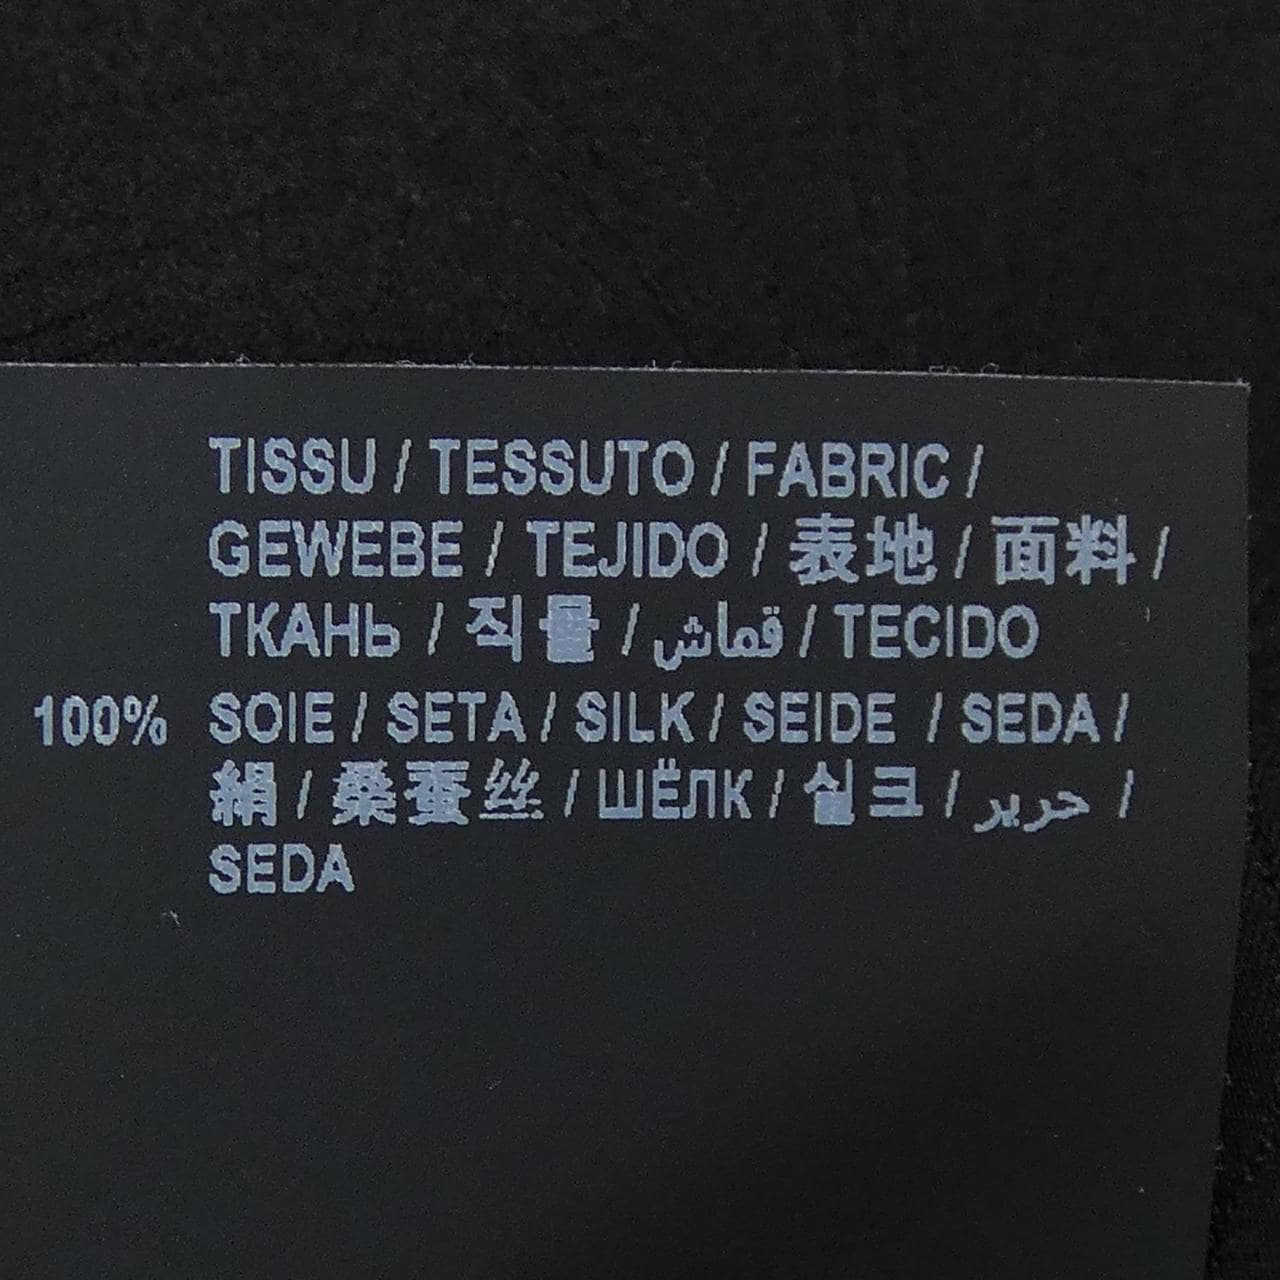 TISSU / TESSUTO / FABRIC /
GEWEBE / TEJIDO / 表地 / 面料 /
ТКАНЬ / 직물 / قماش / TECIDO
100% SOIE / SETA / SILK / SEIDE / SEDA /
絹 / 桑蚕丝 / ШЁЛК / 실크 / حرير /
SEDA